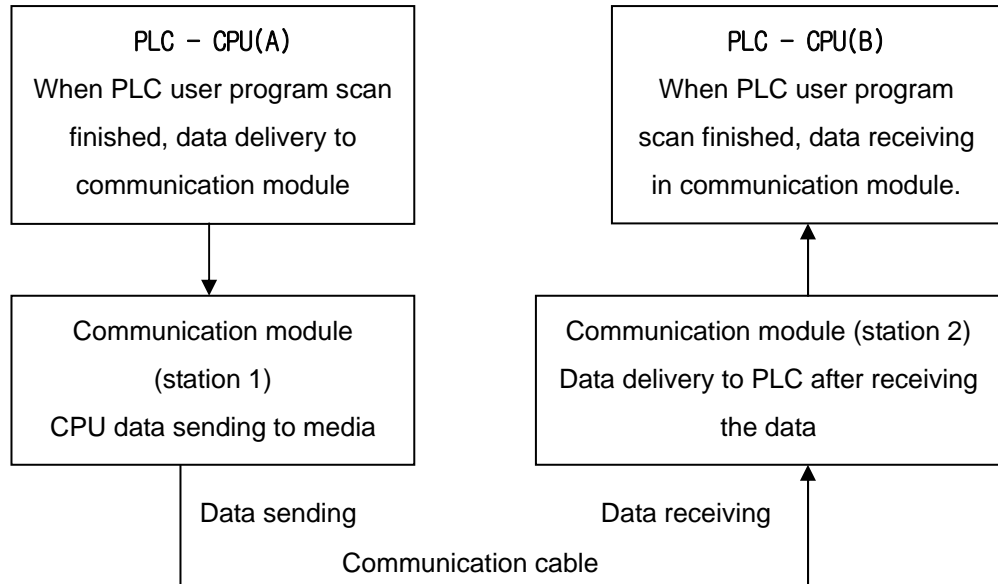 PLC - CPU(A)
When PLC user program scan
finished, data delivery to
communication module
PLC - CPU(B)
When PLC user program
scan finished, data receiving
in communication module.
Communication module
(station 1)
CPU data sending to media
Communication module (station 2)
Data delivery to PLC after receiving
the data
Data sending
Data receiving
Communication cable